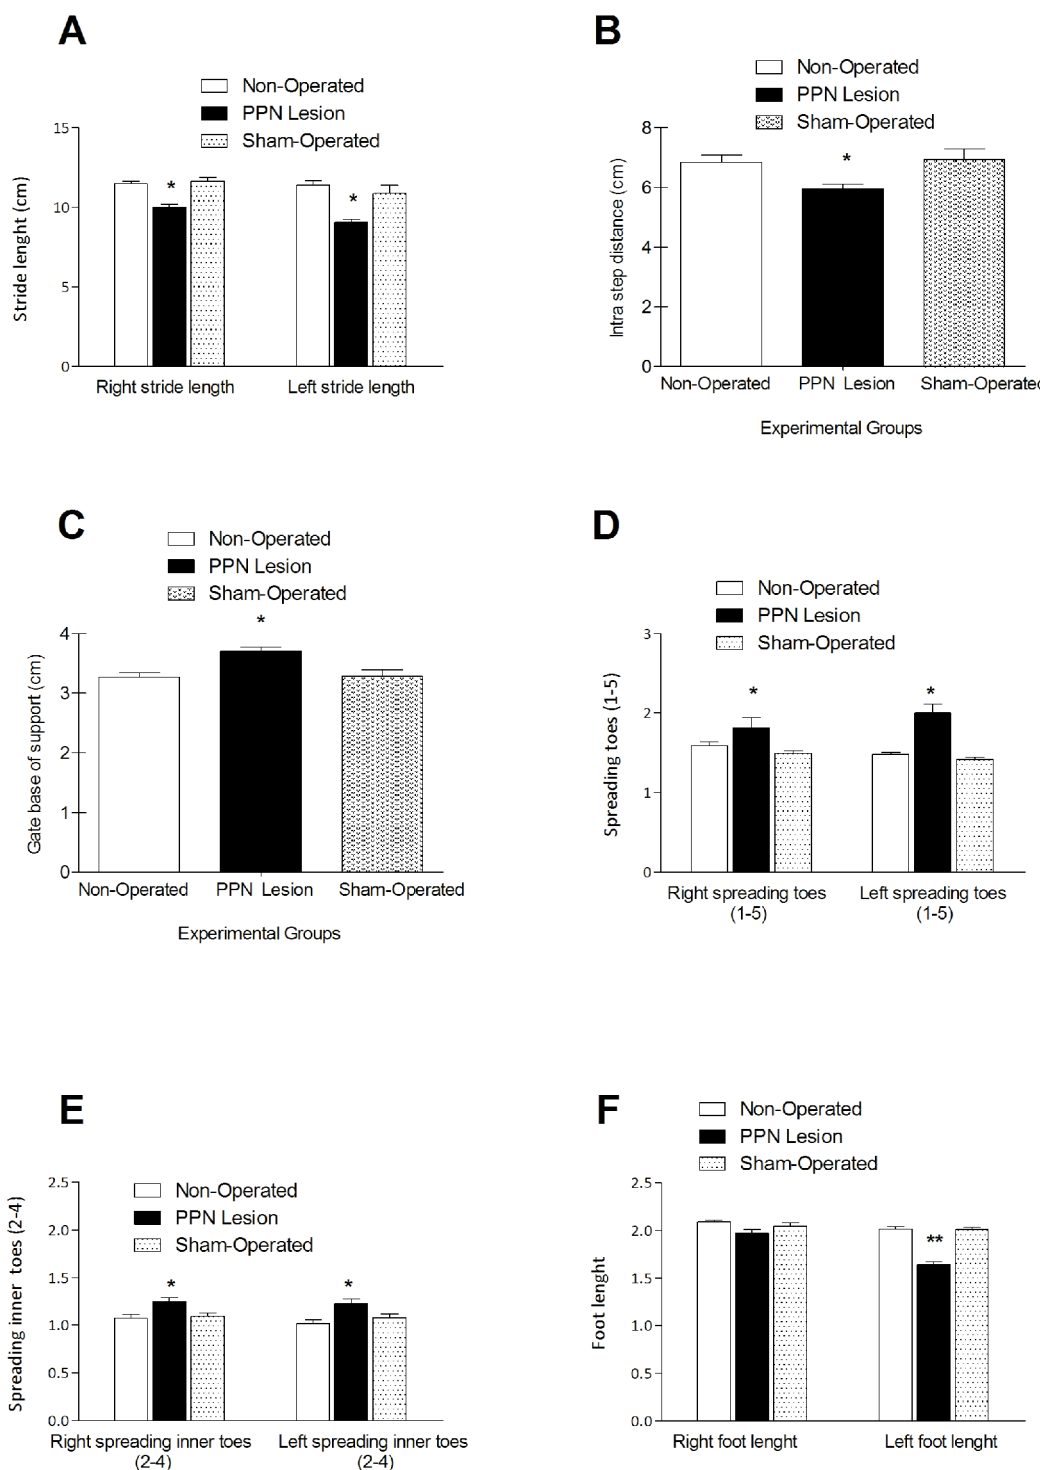 A
Non-Operated
PPN Lesion
Sham-Operated
15
10
5
0
Stride lenght (cm)
*
*
Right stride length
Left stride length
B
Non-Operated
PPN Lesion
Sham-Operated
8
6
4
2
0
Intra step distance (cm)
*
Non-Operated
PPN Lesion
Sham-Operated
Experimental Groups
C
Non-Operated
PPN Lesion
Sham-Operated
4
3
2
1
0
Gate base of support (cm)
*
Non-Operated
PPN Lesion
Sham-Operated
Experimental Groups
D
Non-Operated
PPN Lesion
Sham-Operated
3
2
1
0
Spreading toes (1-5)
*
*
Right spreading toes
(1-5)
Left spreading toes
(1-5)
E
Non-Operated
PPN Lesion
Sham-Operated
2.5
2.0
1.5
1.0
0.5
0.0
Spreading inner toes (2-4)
*
*
Right spreading inner toes
(2-4)
Left spreading inner toes
(2-4)
F
Non-Operated
PPN Lesion
Sham-Operated
2.5
2.0
1.5
1.0
0.5
0.0
Foot lenght
**
Right foot lenght
Left foot lenght